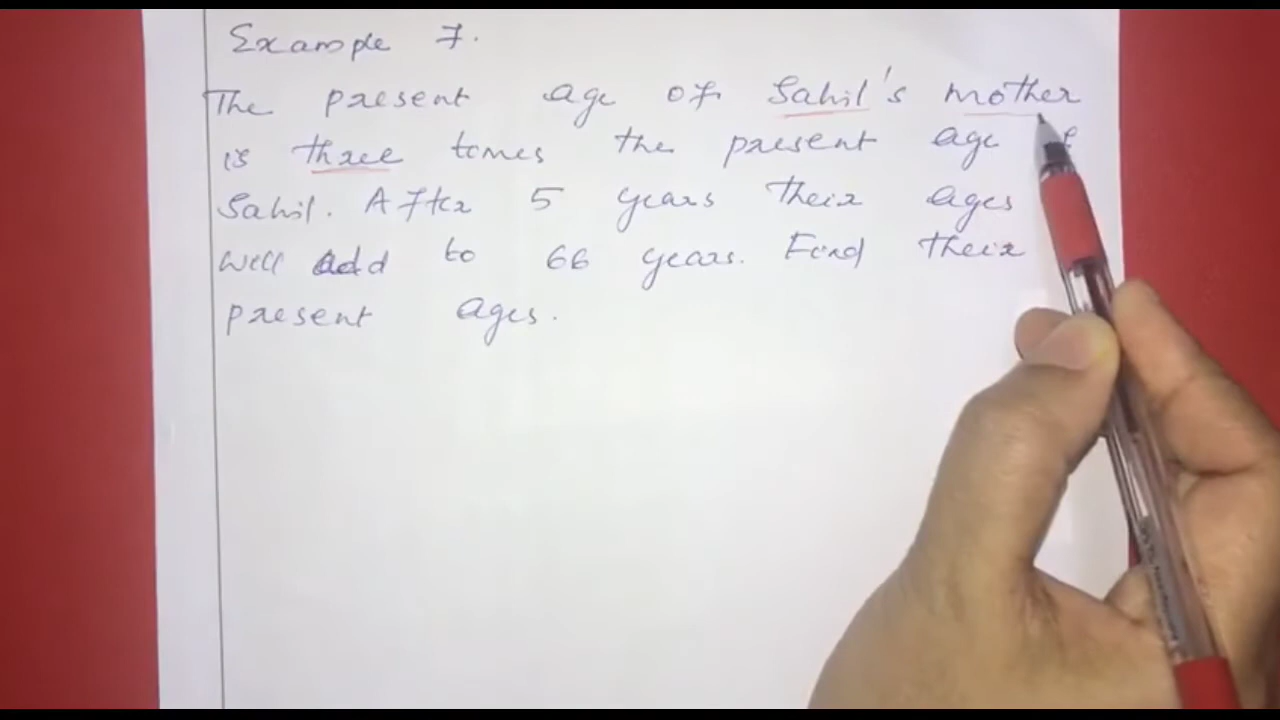 Example 7.
The present age of Sahil's mother
is three times the present age
Sahil. After 5 years their ages
will add to 66 years. Find their
present ages.